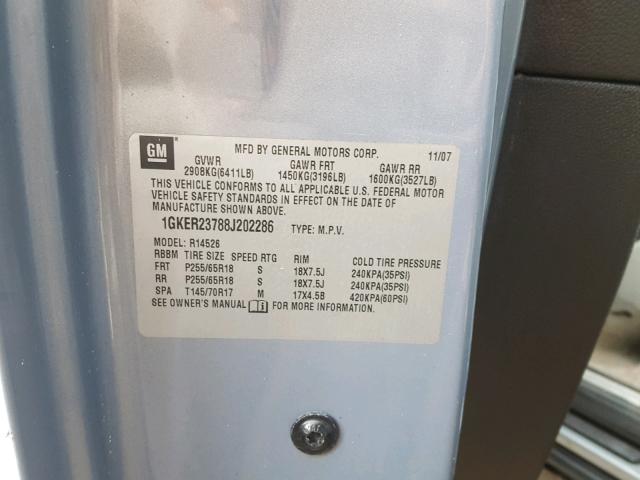 GM ® MFD BY GENERAL MOTORS CORP. 11/07
GVWR GAWR FRT GAWR RR
2908KG(6411LB) 1450KG(3196LB) 1600KG(3527LB)
THIS VEHICLE CONFORMS TO ALL APPLICABLE U.S. FEDERAL MOTOR
VEHICLE SAFETY STANDARDS IN EFFECT ON THE DATE OF
MANUFACTURE SHOWN ABOVE.
1GKER23788J202286 TYPE: M.P.V.
MODEL: R14526
RBBM TIRE SIZE SPEED RTG RIM COLD TIRE PRESSURE
FRT P255/65R18 S 18X7.5J 240KPA(35PSI)
RR P255/65R18 S 18X7.5J 240KPA(35PSI)
SPA T145/70R17 M 17X4.5B 420KPA(60PSI)
SEE OWNER'S MANUAL i FOR MORE INFORMATION.